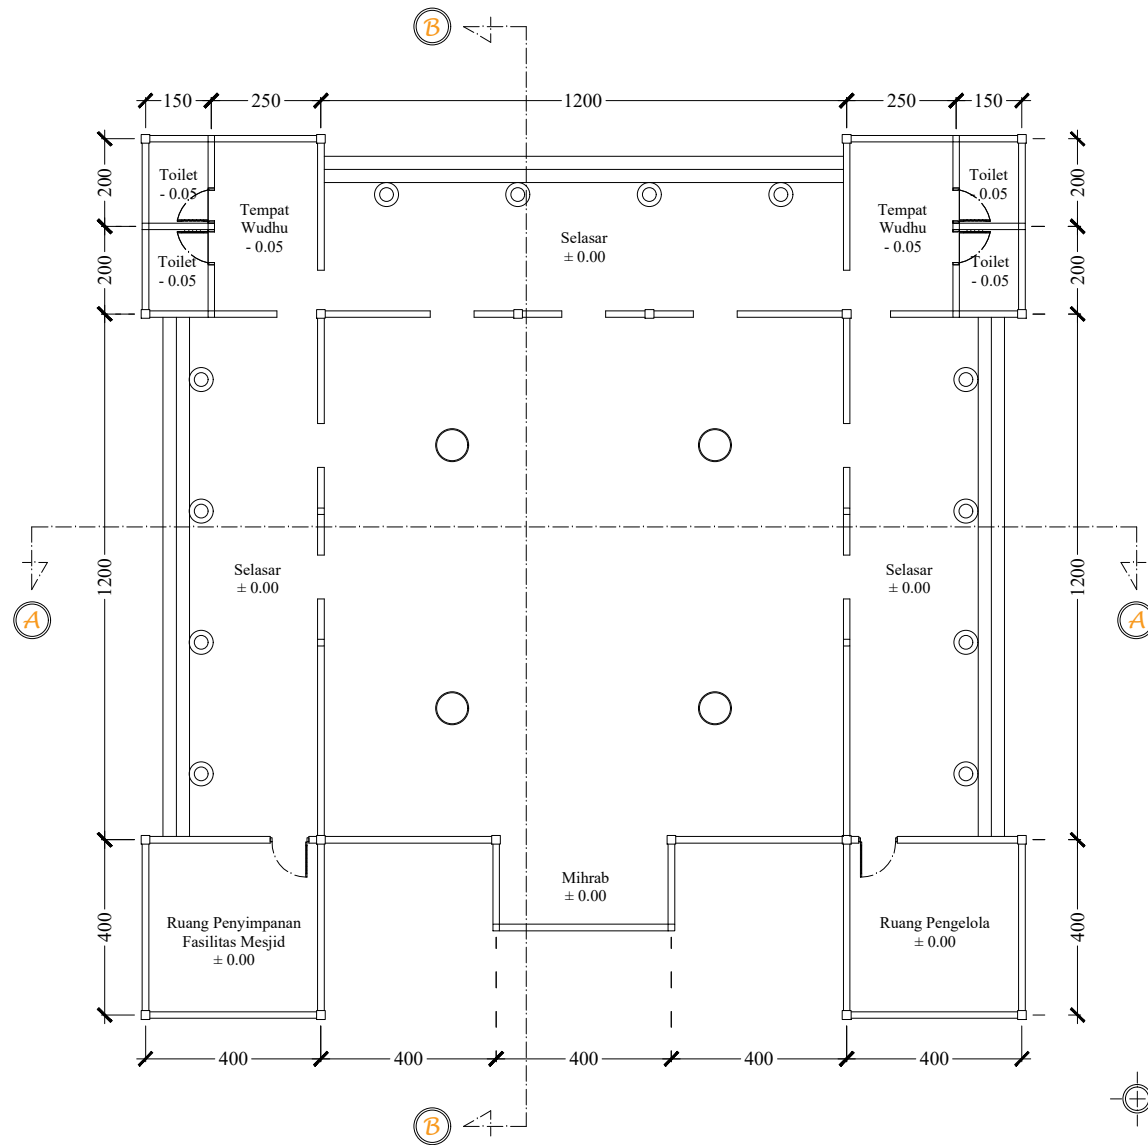 B
150
250
1200
250
150
Toilet
- 0.05
Toilet
- 0.05
200
200
Tempat
Wudhu
- 0.05
Tempat
Wudhu
- 0.05
Selasar
± 0.00
Toilet
- 0.05
Toilet
- 0.05
200
200
Selasar
± 0.00
Selasar
± 0.00
1200
1200
A
A
Mihrab
± 0.00
Ruang Penyimpanan
Fasilitas Mesjid
± 0.00
Ruang Pengelola
± 0.00
400
400
400
400
400
400
400
B